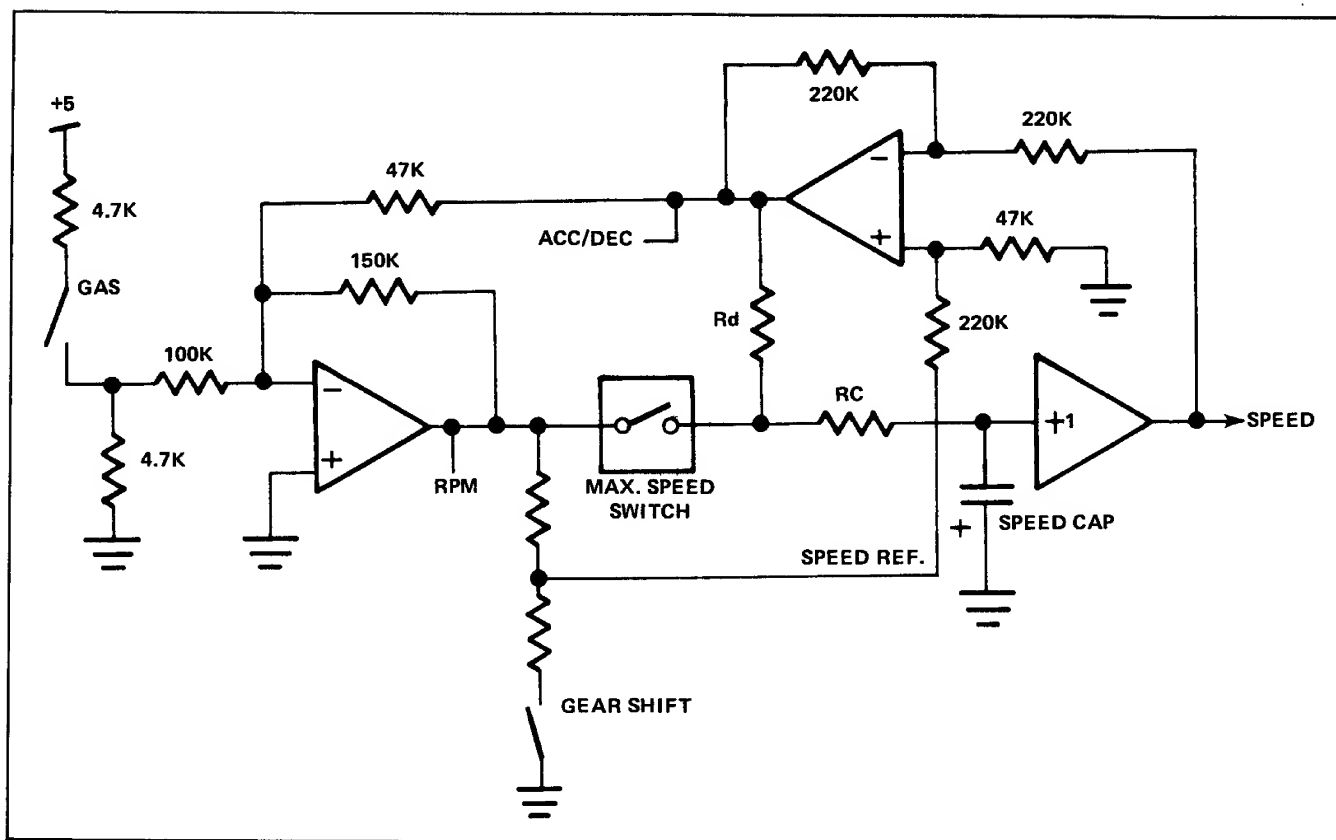 220K
+5
220K
47K
4.7K
-
47K
+
ACC/DEC
150K
GAS
Rd
220K
100K
RC
-
+1
SPEED
4.7K
+
RPM
MAX. SPEED
SWITCH
+
SPEED CAP
SPEED REF.
GEAR SHIFT